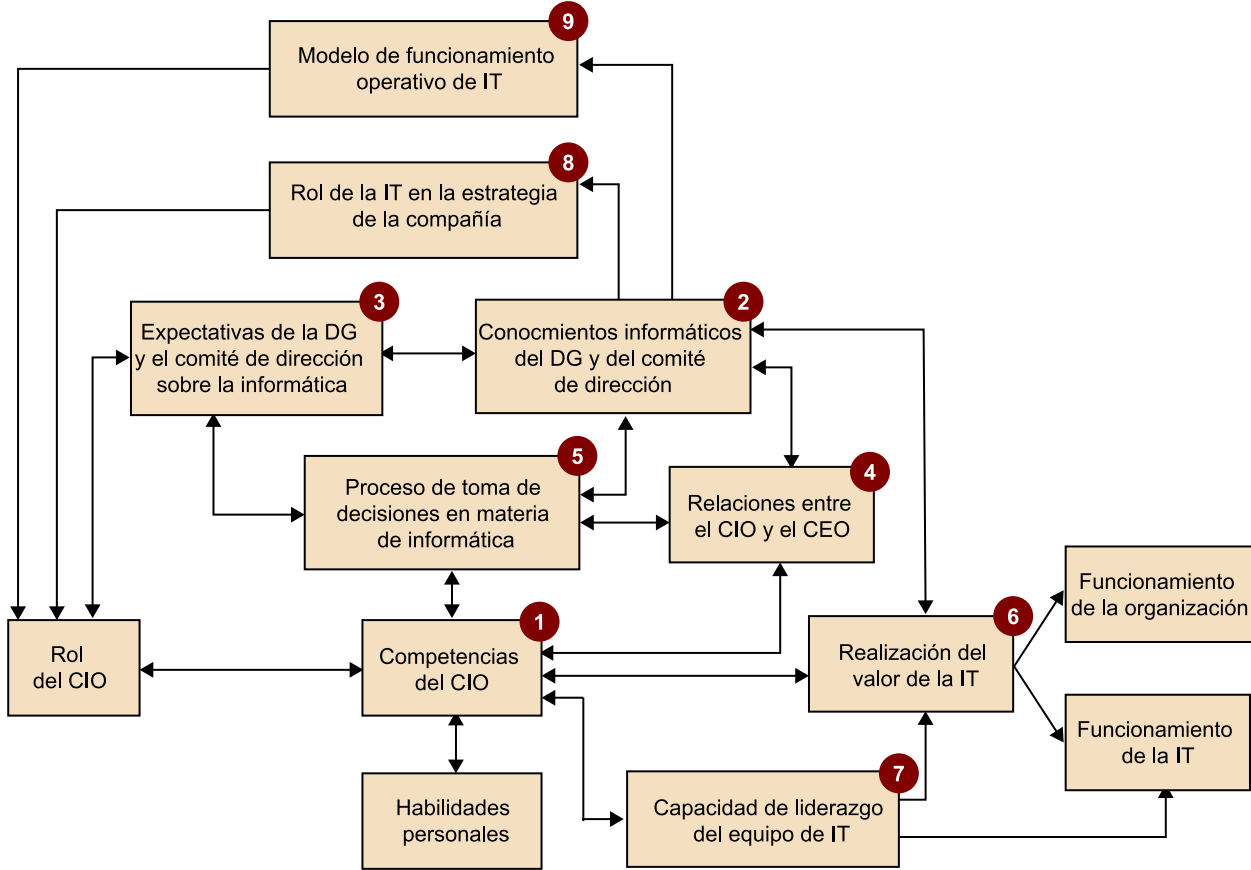 9
Modelo de funcionamiento
operativo de IT
8
Rol de la IT en la estrategia
de la compañía
3
Expectativas de la DG
y el comité de dirección
sobre la informática
2
Conocmientos informáticos
del DG y del comité
de dirección
5
Proceso de toma de
decisiones en materia
de informática
4
Relaciones entre
el CIO y el CEO
Funcionamiento
de la organización
Rol
del CIO
1
Competencias
del CIO
6
Realización del
valor de la IT
Funcionamiento
de la IT
Habilidades
personales
7
Capacidad de liderazgo
del equipo de IT